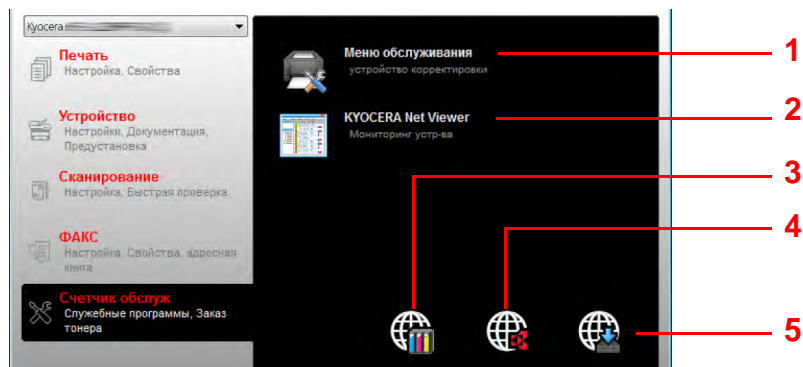 Kyocera
Печать
Настройка, Свойства
Устройство
Настройки, Документация,
Предустановка
Сканирование
Настройка, Быстрая проверка
ФАКС
Настройка, Свойства, адресная
книга
Счетчик обслуж
Служебные программы, Заказ
тонера
Меню обслуживания
устройство корректировки
KYOCERA Net Viewer
Мониторинг устр-ва
1
2
3
4
5